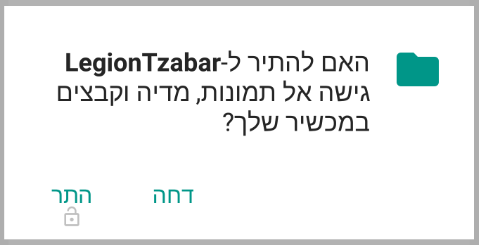 האם להתיר ל-LegionTzabar
גישה אל תמונות, מדיה וקבצים
במכשיר שלך?
דחה
התר